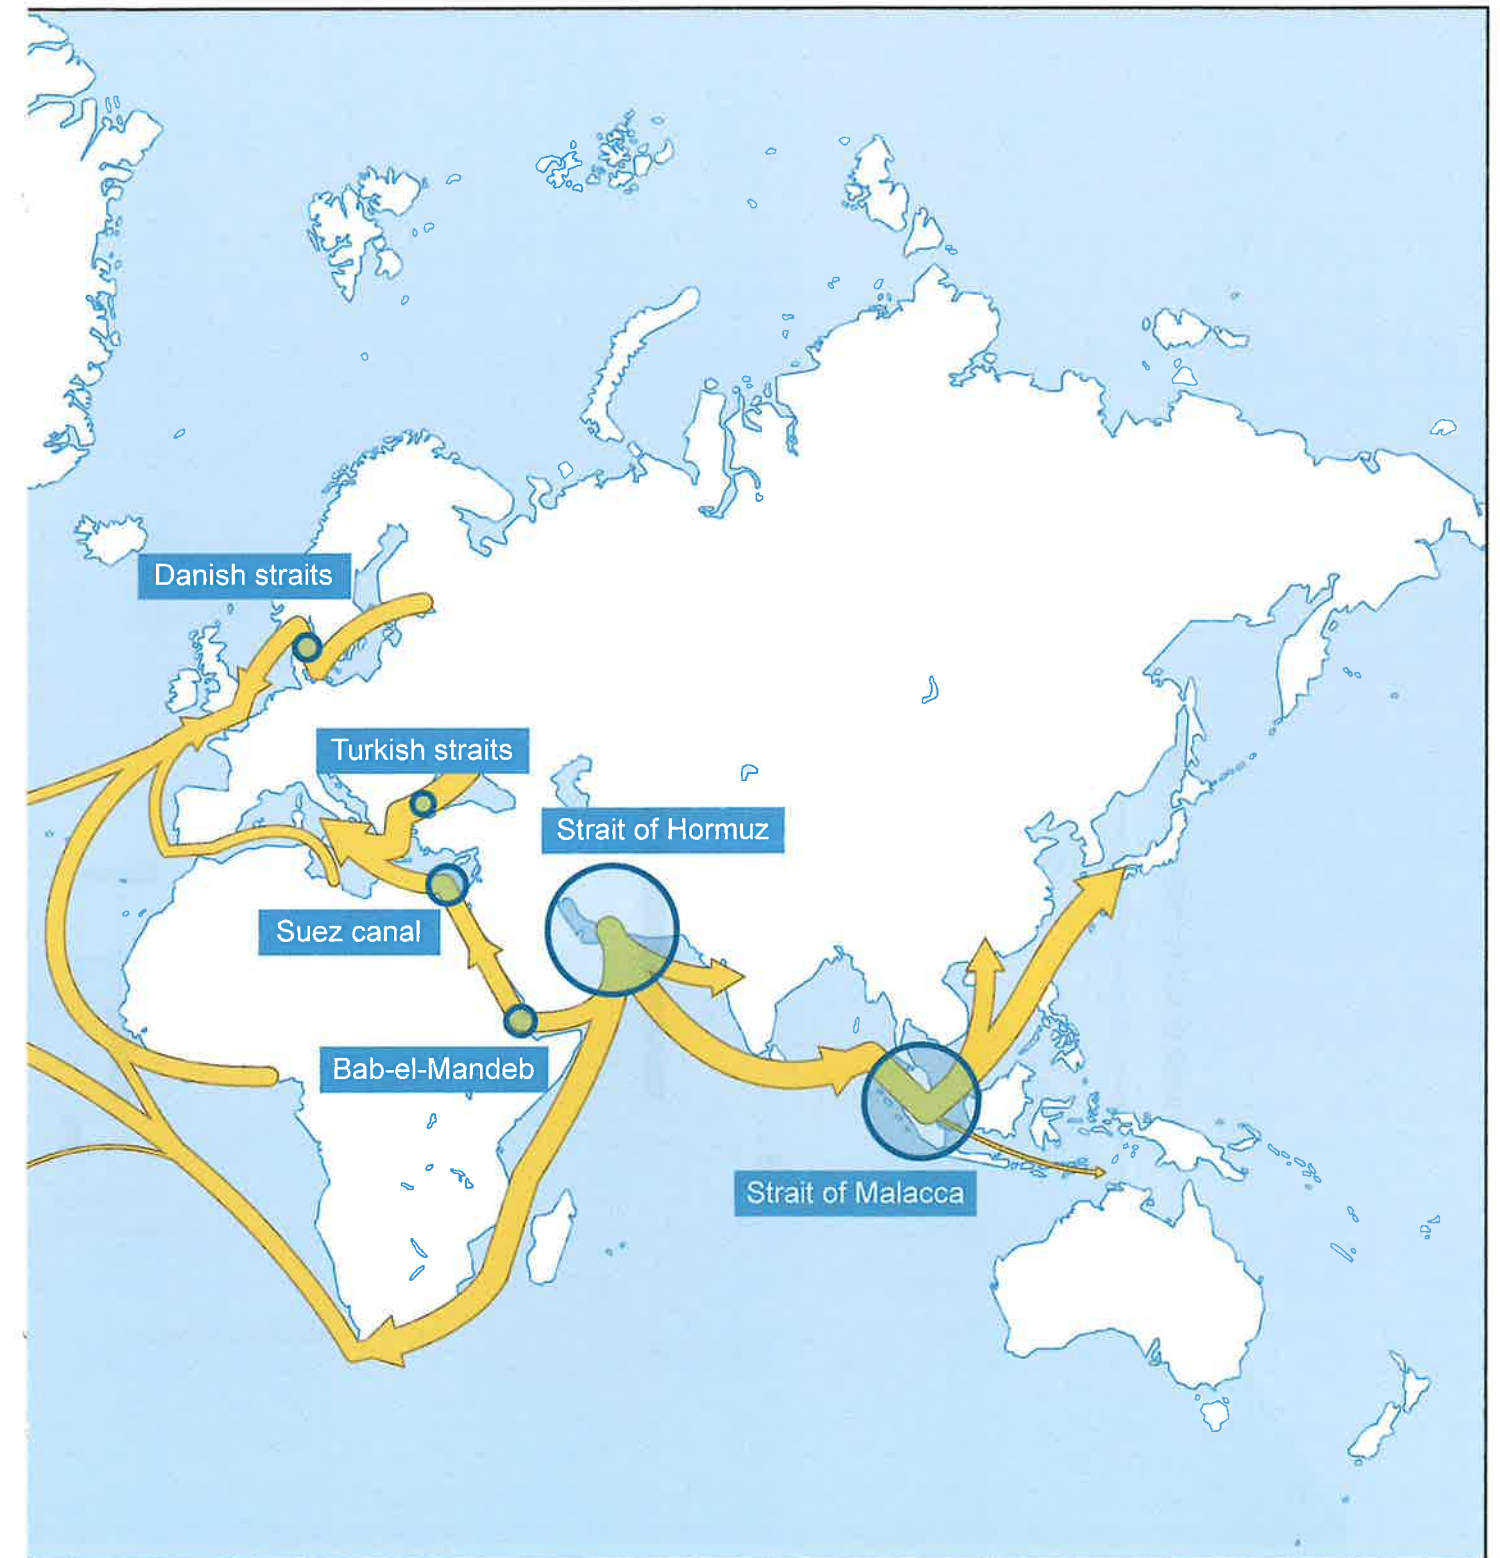 Danish straits
Turkish straits
Strait of Hormuz
Suez canal
Bab-el-Mandeb
Strait of Malacca